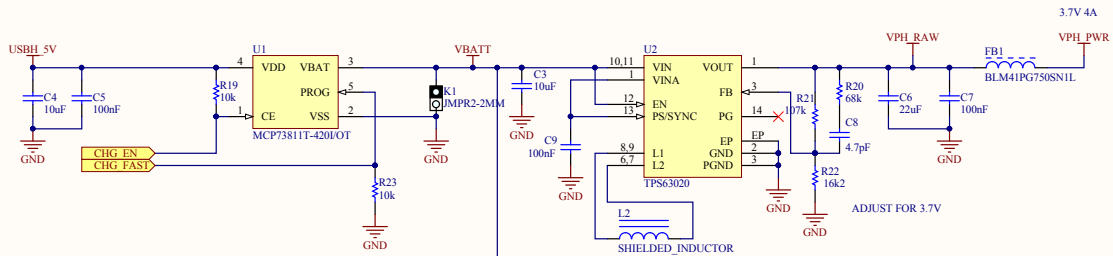 3.7V 4A
USBH_5V
U1
VBATT
U2
VPH_RAW
VPH_PWR
FB1
BLM41PG750SN1L
4
VDD
VBAT
3
10,11
VIN
VOUT
1
1
VINA
C4
10uF
C5
100nF
R19
10k
PROG
5
K1
JMPR2-2MM
C3
10uF
FB
3
R20
68k
12
EN
R21
107k
C6
22uF
C7
100nF
1
CE
VSS
2
13
PS/SYNC
PG
14
MCP73811T-420I/OT
C8
4.7pF
GND
GND
GND
C9
100nF
EP
EP
GND
CHG_EN
CHG_FAST
8,9
L1
GND
2
6,7
L2
PGND
3
R23
10k
GND
TPS63020
R22
16k2
GND
ADJUST FOR 3.7V
L2
GND
GND
SHIELDED_INDUCTOR